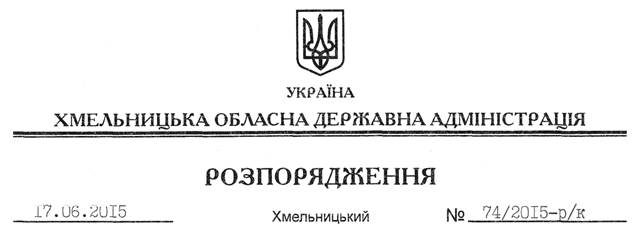 УКРАЇНА
ХМЕЛЬНИЦЬКА ОБЛАСНА ДЕРЖАВНА АДМІНІСТРАЦІЯ
РОЗПОРЯДЖЕННЯ
17.06.2015 Хмельницький № 74/2015-р/к